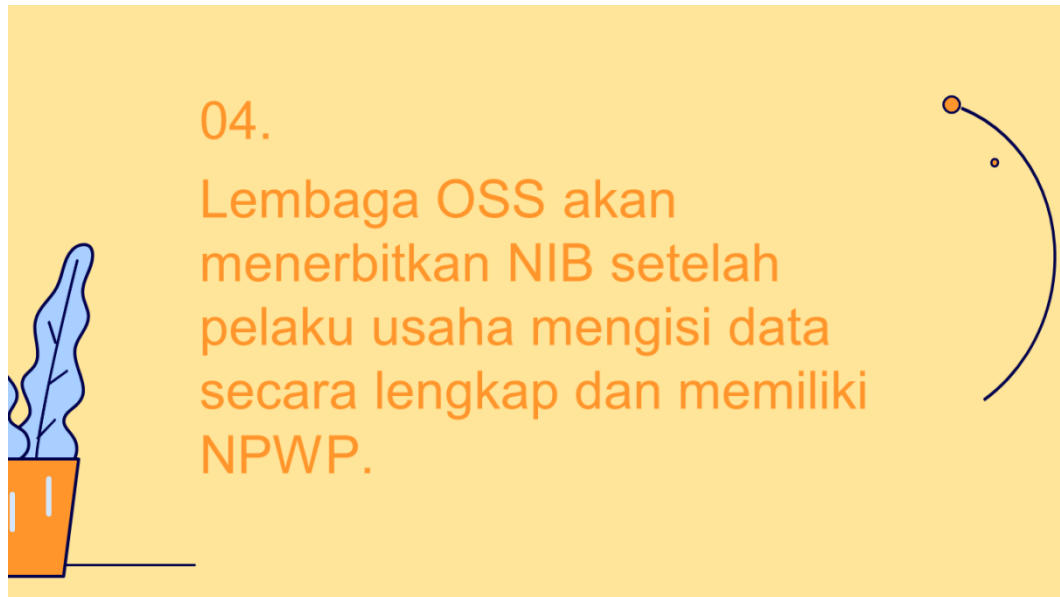 04.
Lembaga OSS akan
menerbitkan NIB setelah
pelaku usaha mengisi data
secara lengkap dan memiliki
NPWP.